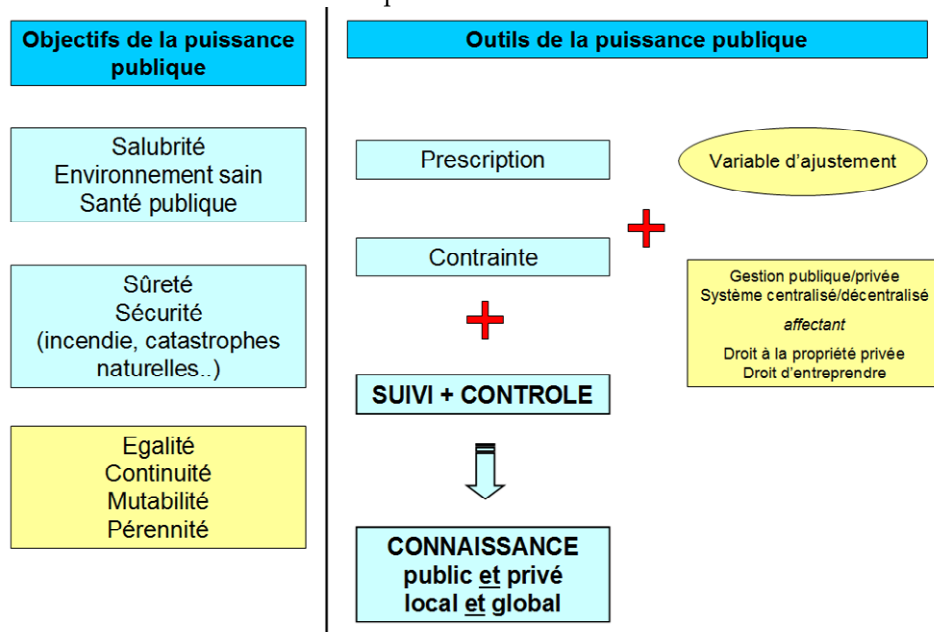 Objectifs de la puissance
publique
Salubrité
Environnement sain
Santé publique
Sûreté
Sécurité
(incendie, catastrophes
naturelles..)
Egalité
Continuité
Mutabilité
Pérennité
Outils de la puissance publique
Prescription
Variable d'ajustement
Contrainte
Gestion publique/privée
Système centralisé/décentralisé
affectant
Droit à la propriété privée
Droit d'entreprendre
SUIVI + CONTROLE
CONNAISSANCE
public et privé
local et global